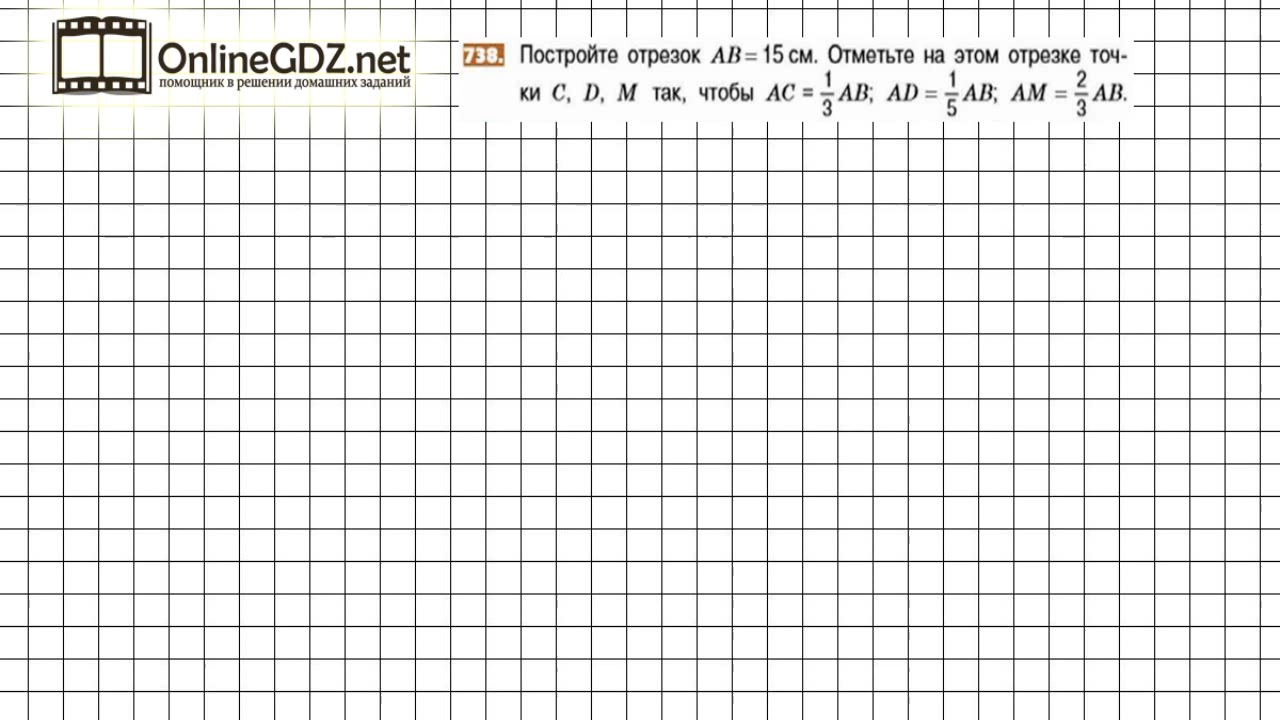 OnlineGDZ.net
помощник в решении домашних заданий
738. Постройте отрезок AB = 15 см. Отметьте на этом отрезке точ-
ки C, D, M так, чтобы AC = 1/3 AB; AD = 1/5 AB; AM = 2/3 AB.